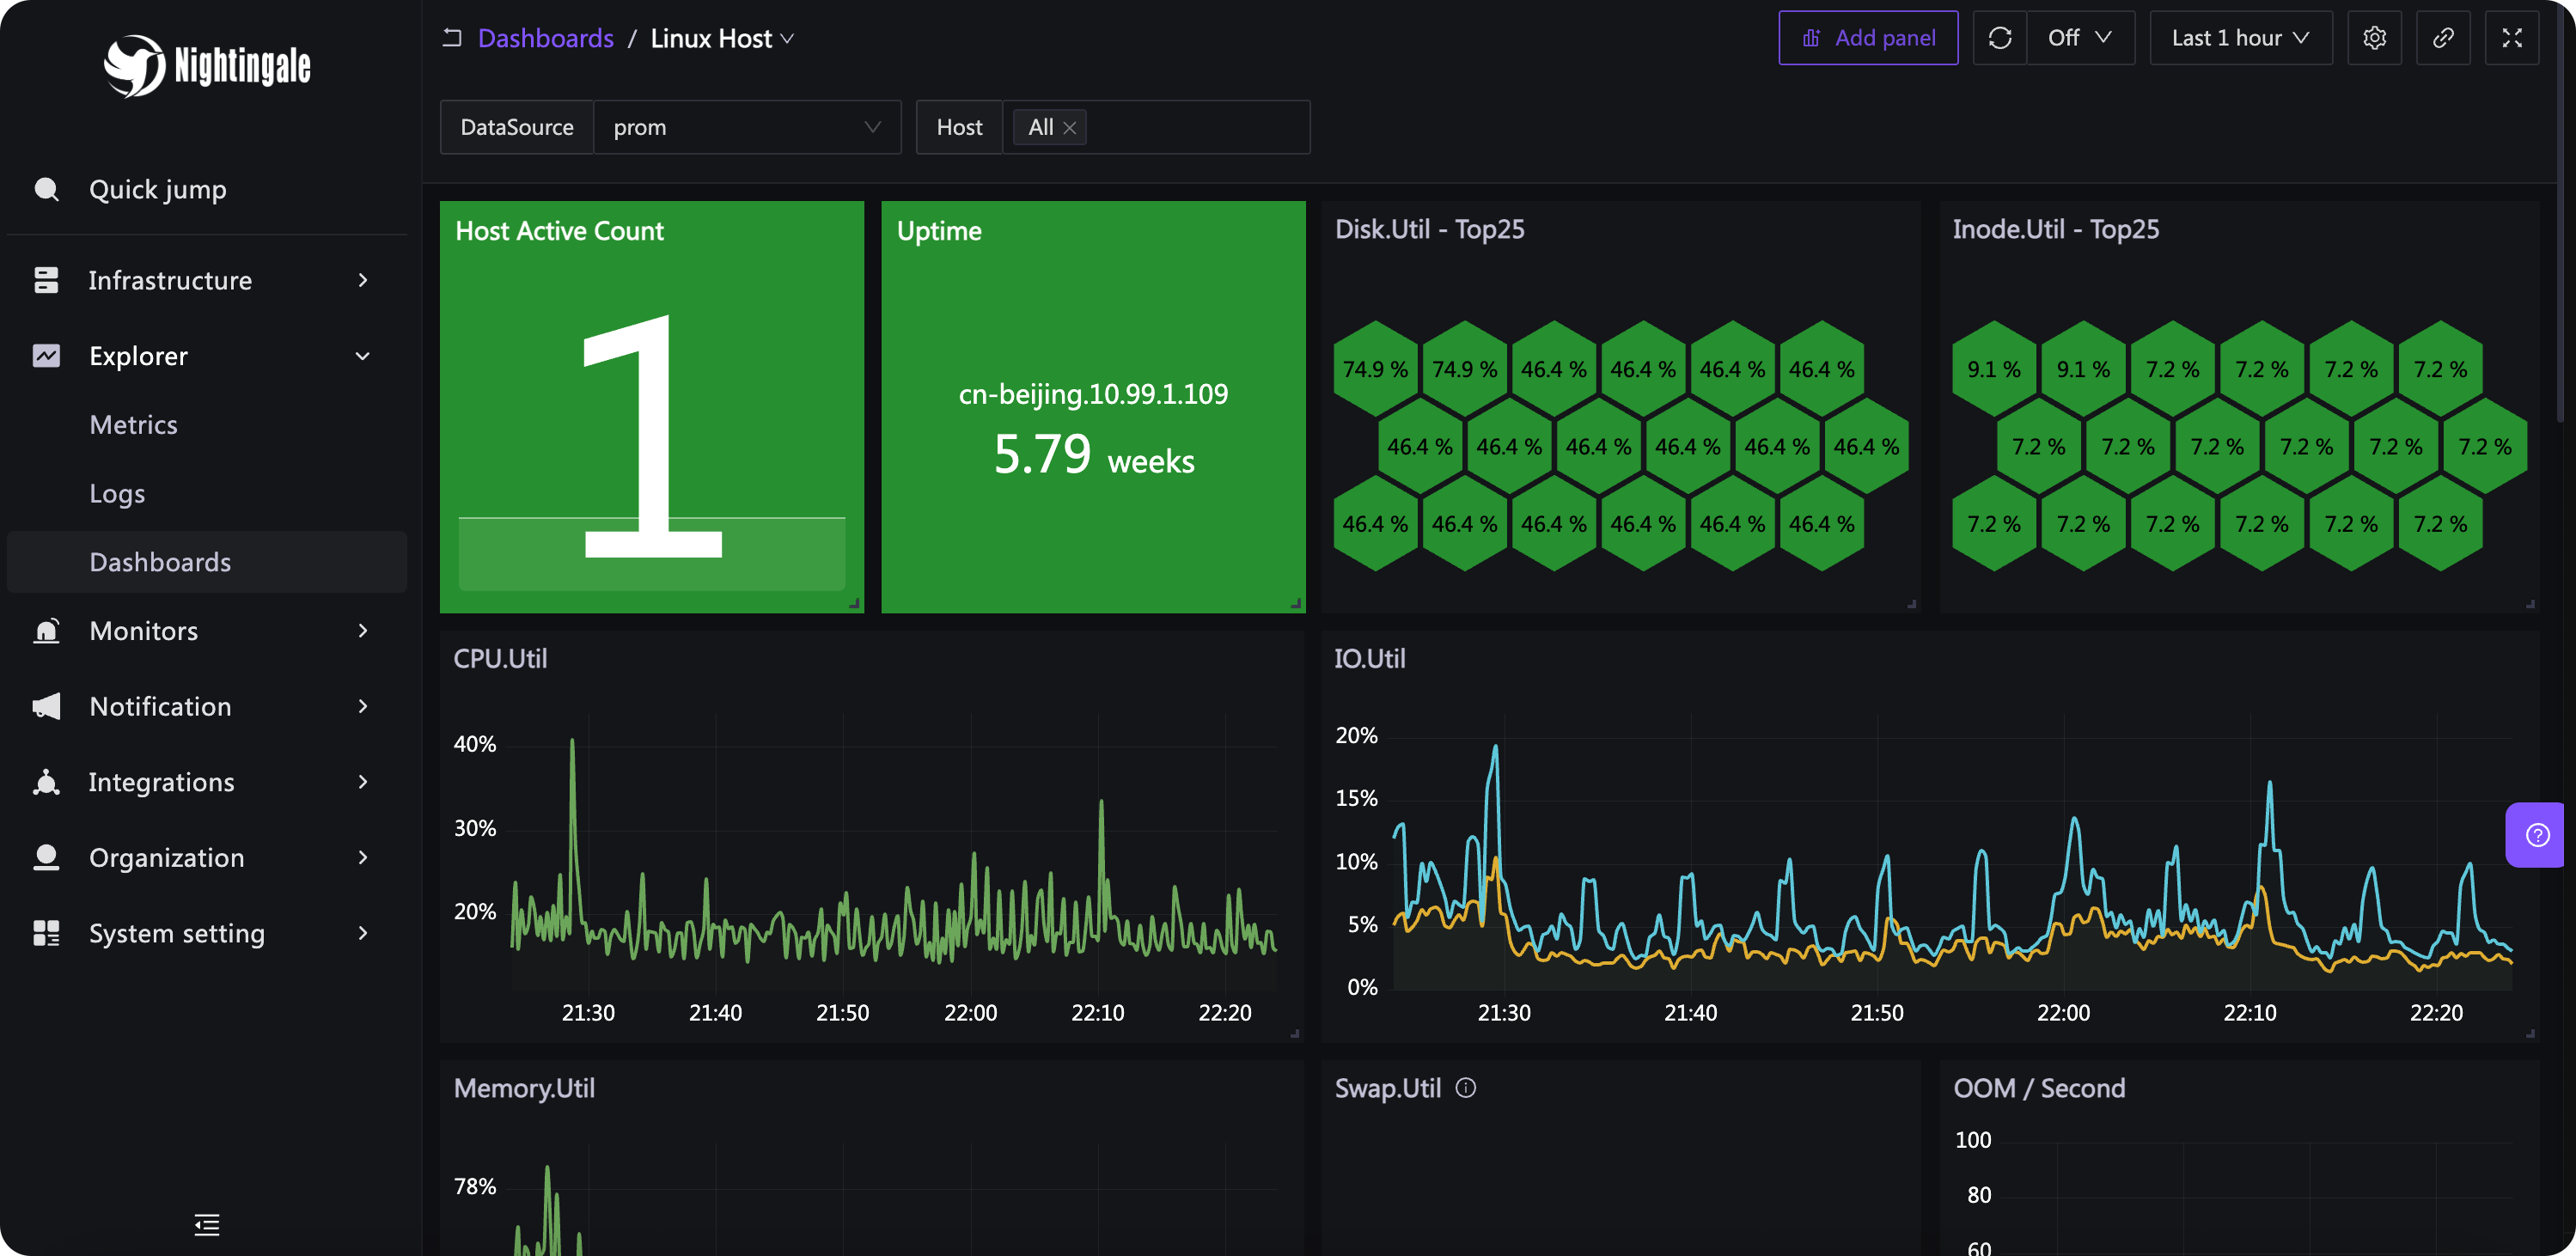 Nightingale
Quick jump
Infrastructure
Explorer
Metrics
Logs
Dashboards
Monitors
Notification
Integrations
Organization
System setting
Dashboards / Linux Host
Add panel
Off
Last 1 hour
DataSource
prom
Host
All
Host Active Count
1
Uptime
cn-beijing.10.99.1.109
5.79 weeks
Disk.Util - Top25
74.9 % 74.9 % 46.4 % 46.4 % 46.4 % 46.4 %
46.4 % 46.4 % 46.4 % 46.4 % 46.4 % 46.4 %
46.4 % 46.4 % 46.4 % 46.4 % 46.4 % 46.4 %
Inode.Util - Top25
9.1 % 9.1 % 7.2 % 7.2 % 7.2 % 7.2 %
7.2 % 7.2 % 7.2 % 7.2 % 7.2 % 7.2 %
7.2 % 7.2 % 7.2 % 7.2 % 7.2 % 7.2 %
CPU.Util
40%
30%
20%
21:30 21:40 21:50 22:00 22:10 22:20
IO.Util
20%
15%
10%
5%
0%
21:30 21:40 21:50 22:00 22:10 22:20
Memory.Util
78%
Swap.Util
OOM / Second
100
80
60